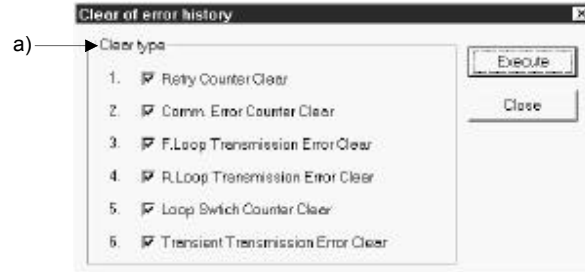 Clear of error history
a)
Clear type
1. Retry Counter Clear
2. Comm. Error Counter Clear
3. F.Loop Transmission Error Clear
4. R.Loop Transmission Error Clear
5. Loop Swtich Counter Clear
6. Transient Transmission Error Clear
Execute
Close